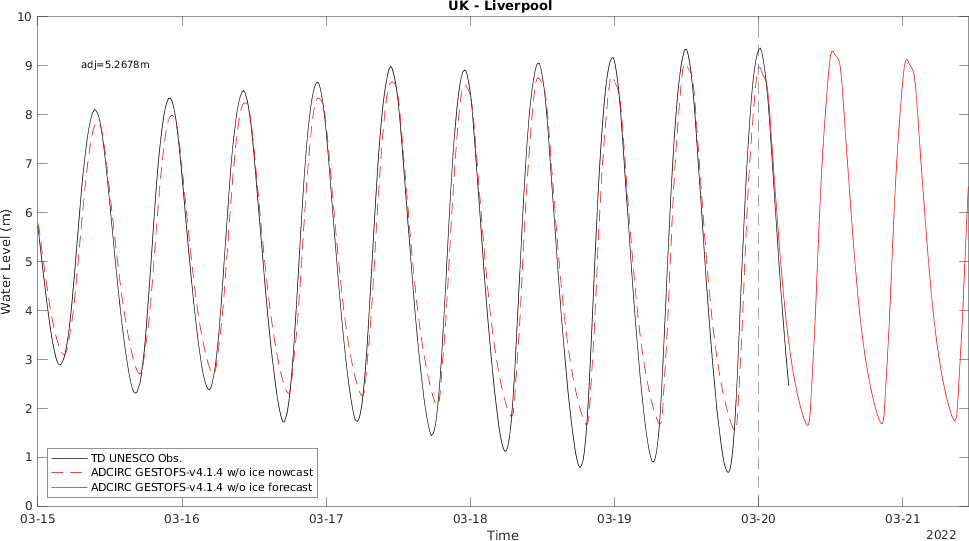 UK - Liverpool
10
9
8
7
6
5
4
3
2
1
0
adj=5.2678m
Water Level (m)
TD UNESCO Obs.
ADCIRC GESTOFS-v4.1.4 w/o ice nowcast
ADCIRC GESTOFS-v4.1.4 w/o ice forecast
03-15 03-16 03-17 03-18 03-19 03-20 03-21
Time
2022